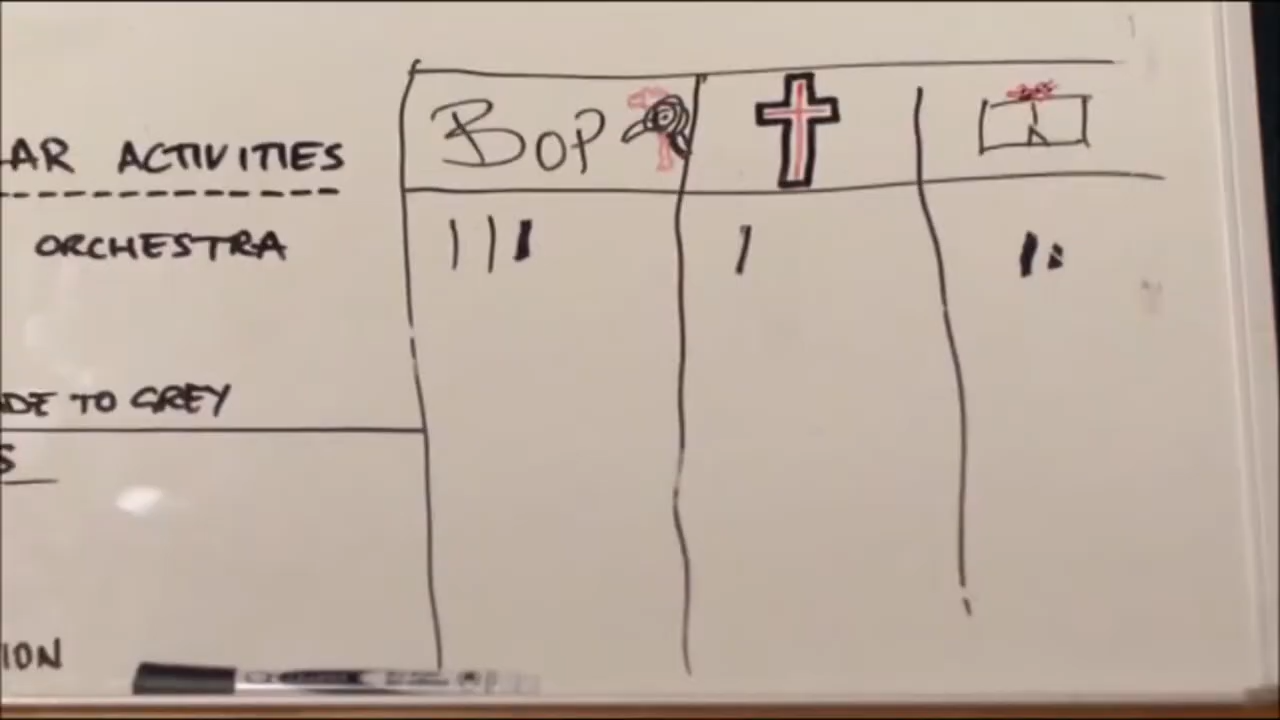 BOP
AR ACTIVITIES
ORCHESTRA
DE TO GREY
S
ION